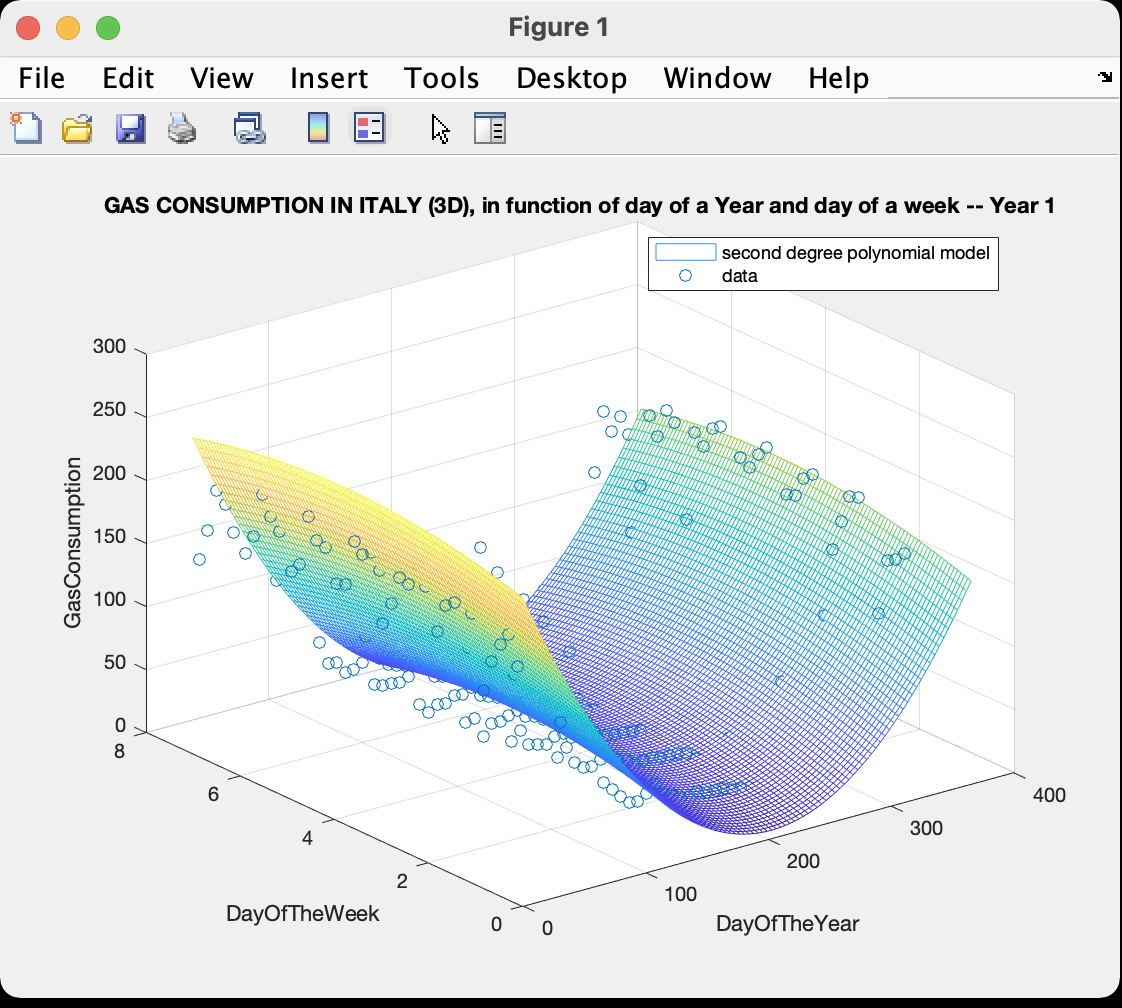 Figure 1
File Edit View Insert Tools Desktop Window Help
GAS CONSUMPTION IN ITALY (3D), in function of day of a Year and day of a week -- Year 1
second degree polynomial model
data
300
250
200
150
100
50
0
GasConsumption
8
6
4
2
0
DayOfTheWeek
0
100
200
300
400
DayOfTheYear